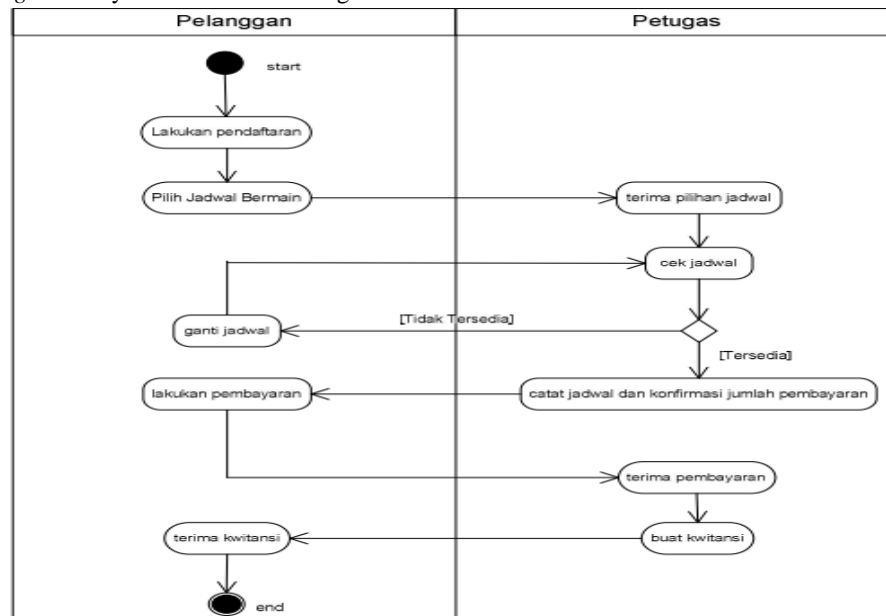 Pelanggan
Petugas
start
Lakukan pendaftaran
Pilih Jadwal Bermain
terima pilihan jadwal
cek jadwal
[Tidak Tersedia]
ganti jadwal
[Tersedia]
lakukan pembayaran
catat jadwal dan konfirmasi jumlah pembayaran
terima pembayaran
terima kwitansi
buat kwitansi
end